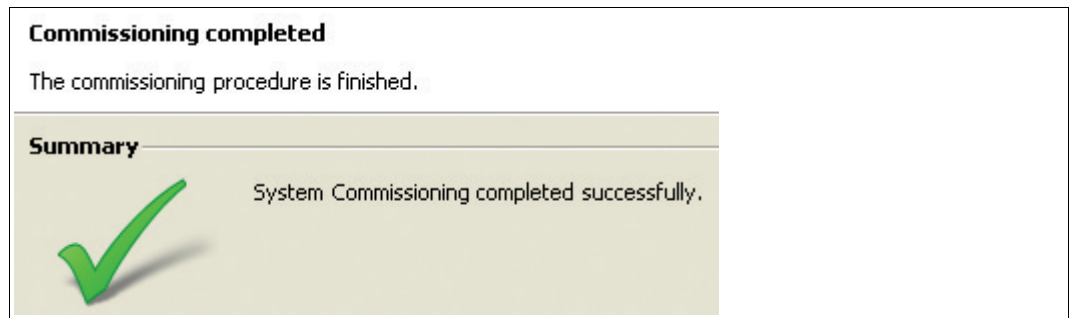 Commissioning completed
The commissioning procedure is finished.
Summary
System Commissioning completed successfully.